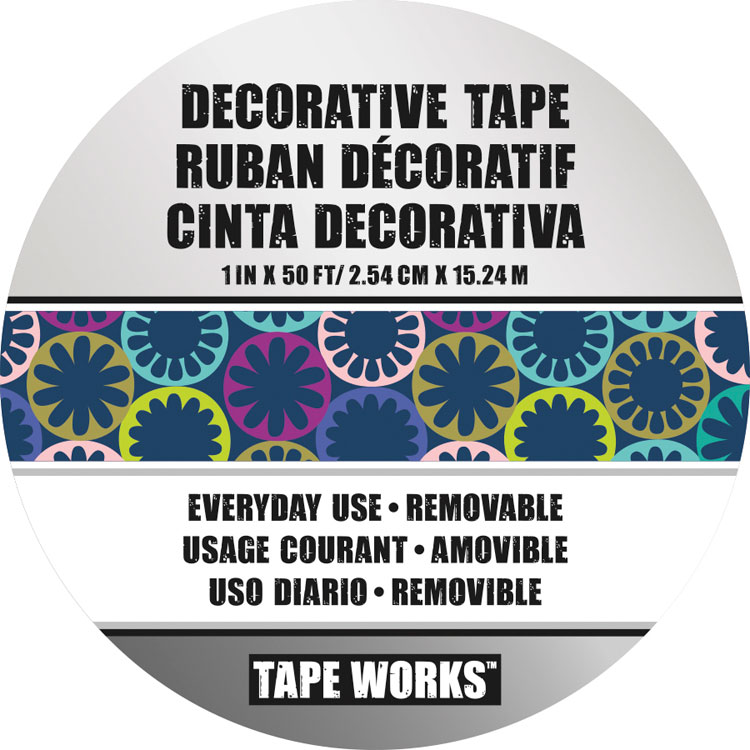 DECORATIVE TAPE
RUBAN DÉCORATIF
CINTA DECORATIVA
1 IN X 50 FT/ 2.54 CM X 15.24 M
EVERYDAY USE • REMOVABLE
USAGE COURANT • AMOVIBLE
USO DIARIO • REMOVIBLE
TAPE WORKS™